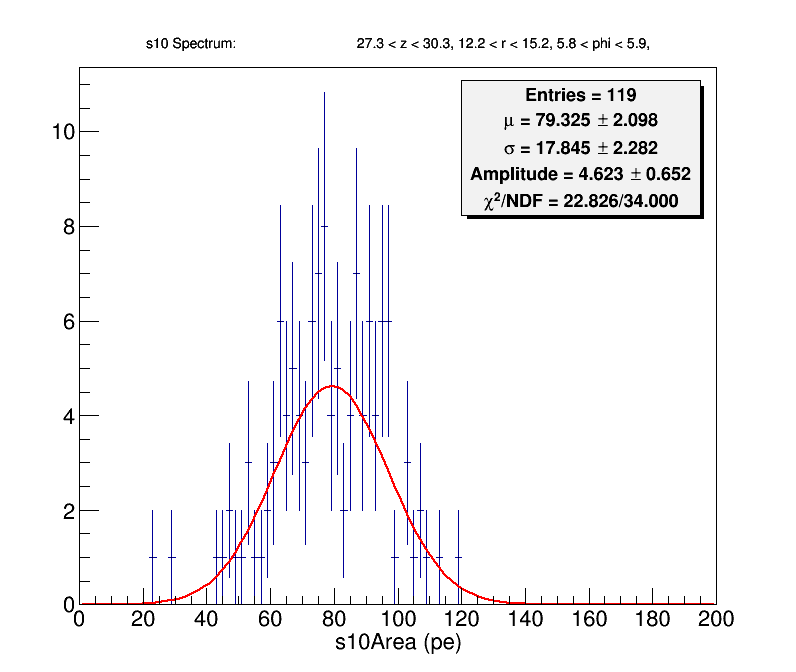 s10 Spectrum: 27.3 < z < 30.3, 12.2 < r < 15.2, 5.8 < phi < 5.9,
Entries = 119
μ = 79.325 ± 2.098
σ = 17.845 ± 2.282
Amplitude = 4.623 ± 0.652
χ²/NDF = 22.826/34.000
10
8
6
4
2
0
0 20 40 60 80 100 120 140 160 180 200
s10Area (pe)